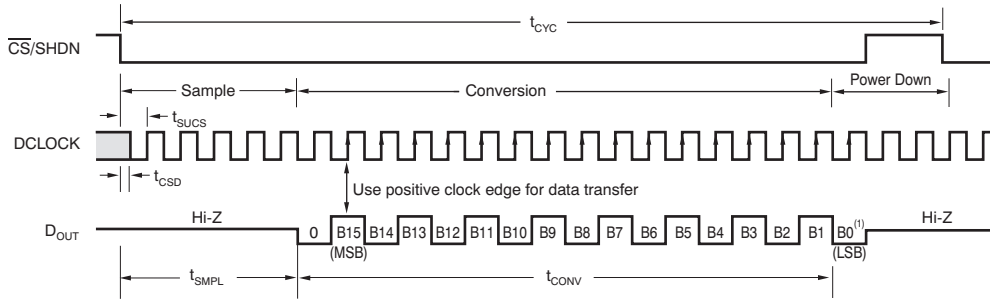 t_CYC
CS/SHDN
Sample
Conversion
Power Down
t_SUCS
DCLOCK
t_CSD
Use positive clock edge for data transfer
Hi-Z
D_OUT
0 B15 B14 B13 B12 B11 B10 B9 B8 B7 B6 B5 B4 B3 B2 B1 B0(1)
Hi-Z
(MSB)
(LSB)
t_SMPL
t_CONV